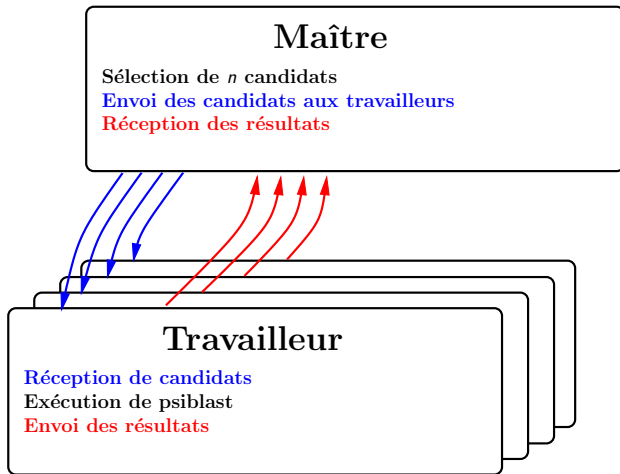 Maître
Sélection de n candidats
Envoi des candidats aux travailleurs
Réception des résultats
Travailleur
Réception de candidats
Exécution de psiblast
Envoi des résultats